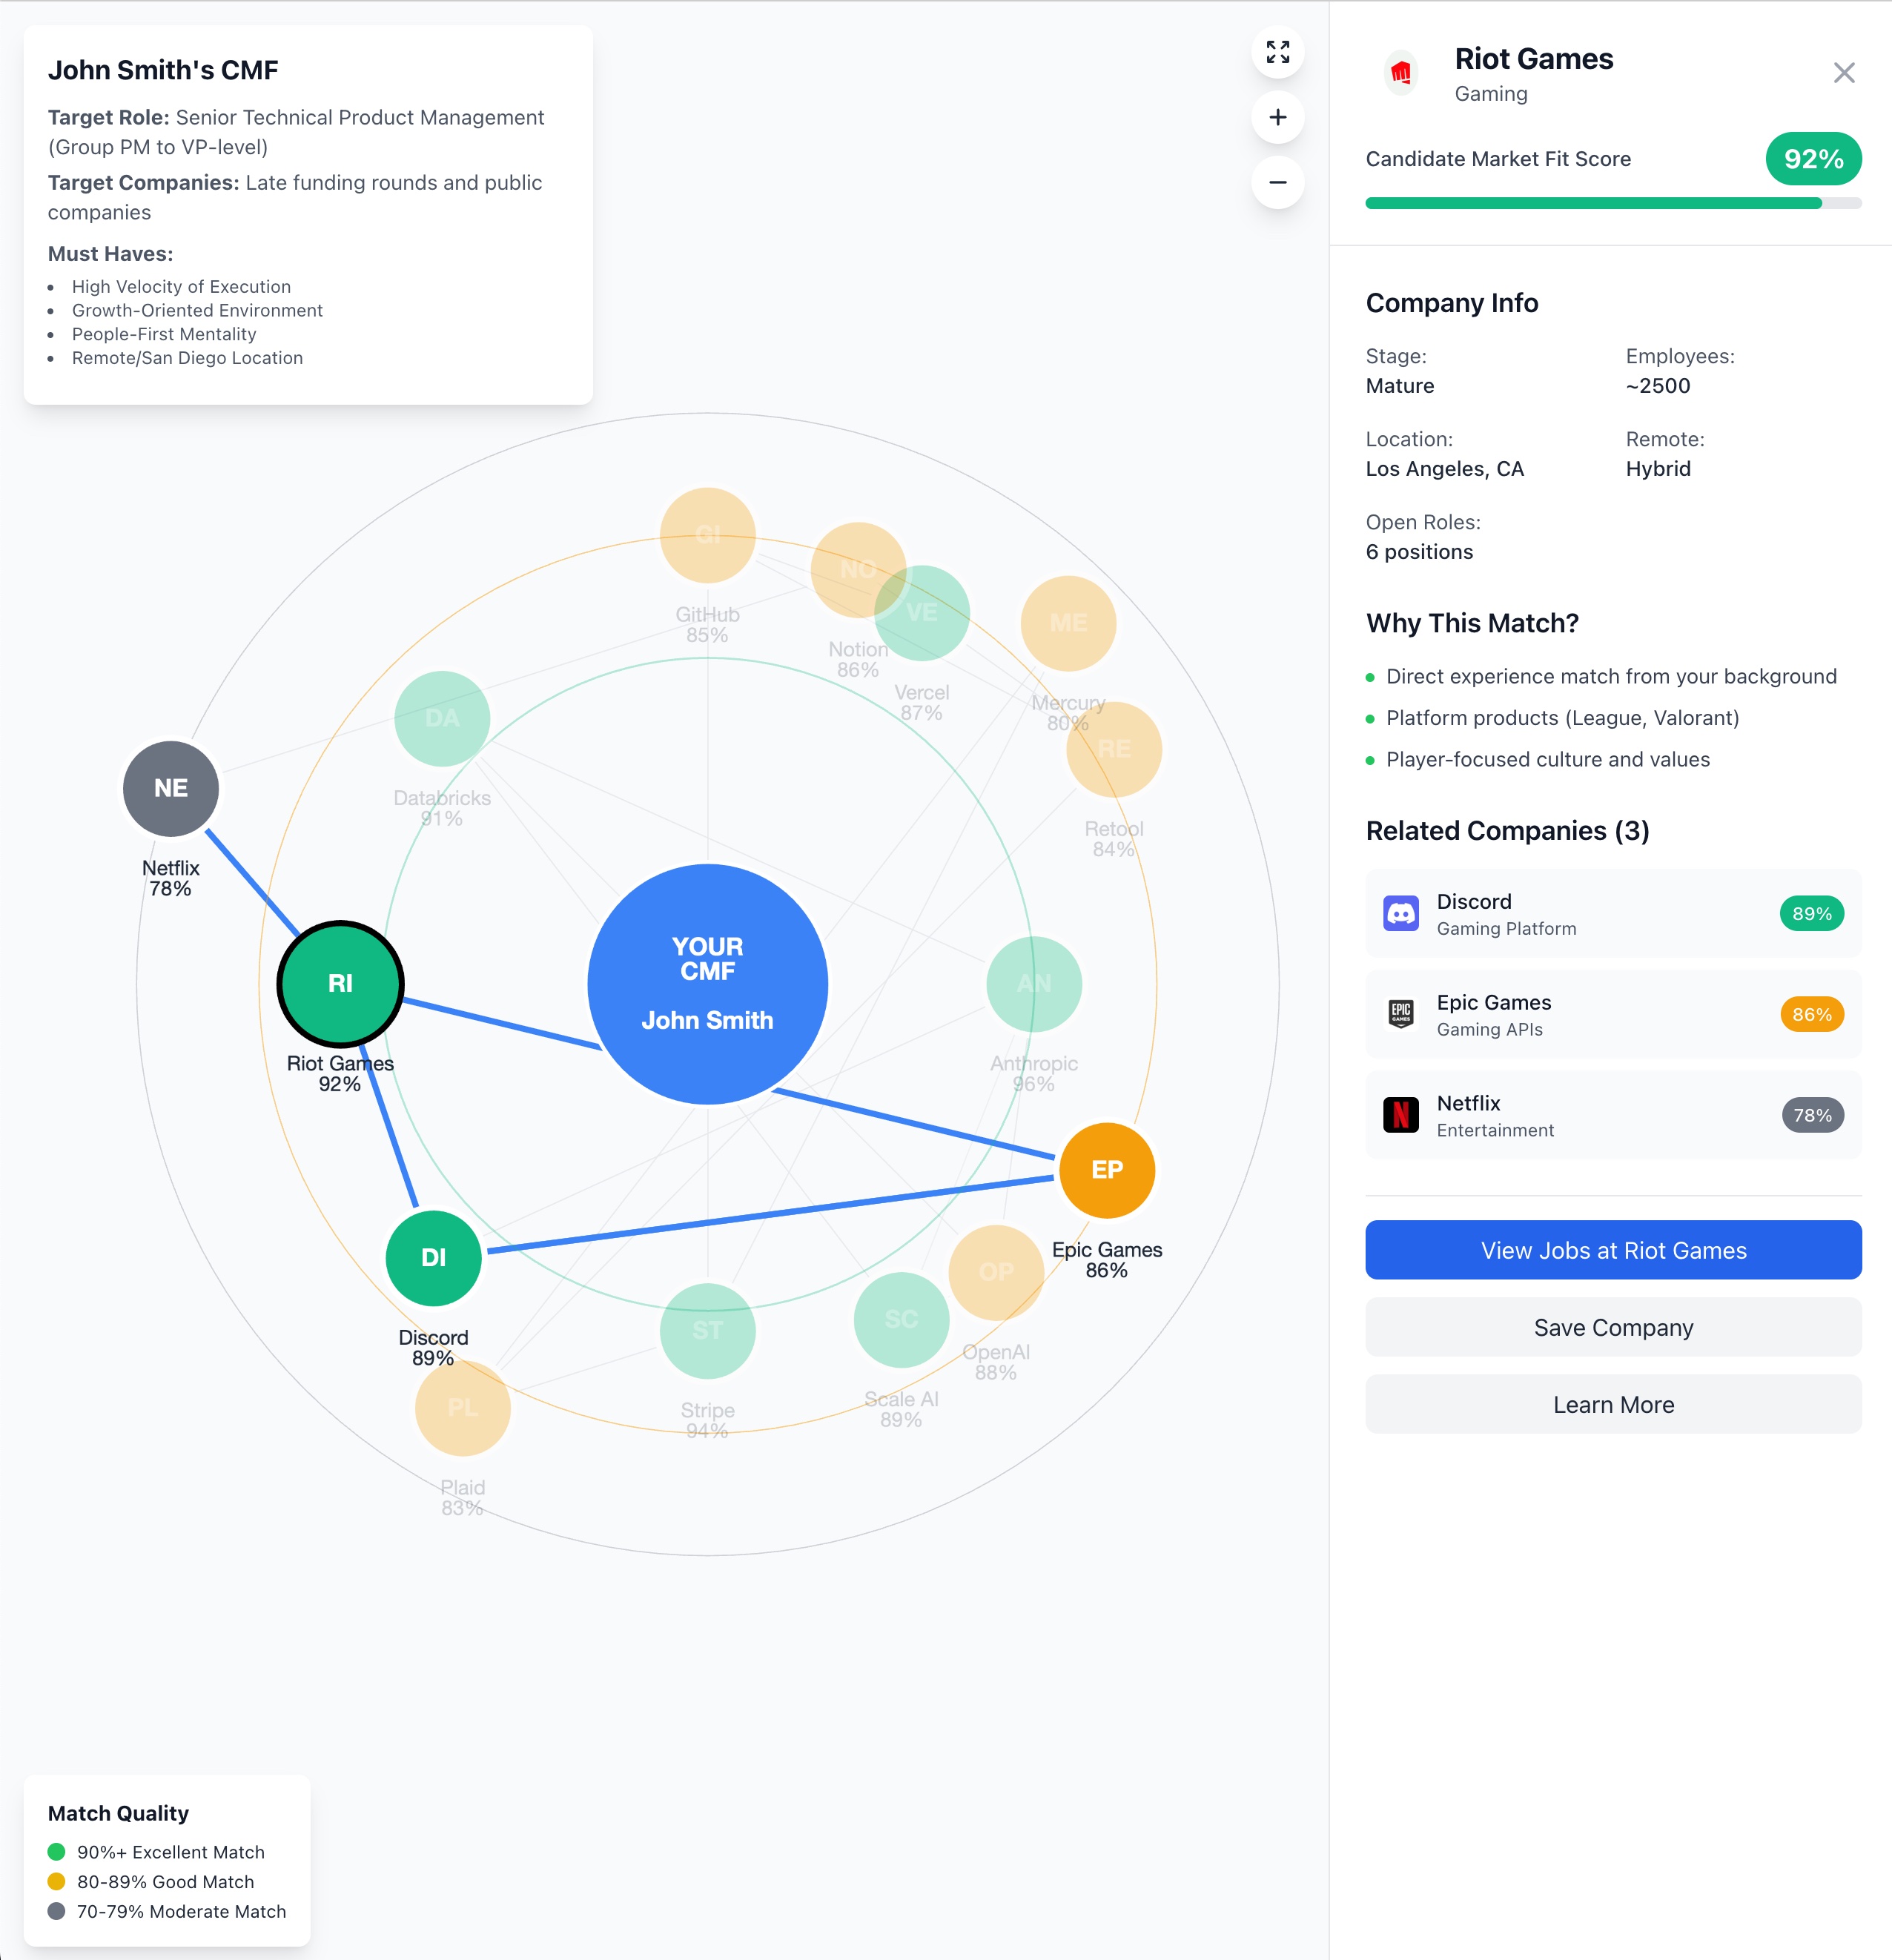 John Smith's CMF
Target Role: Senior Technical Product Management
(Group PM to VP-level)
Target Companies: Late funding rounds and public
companies
Must Haves:
High Velocity of Execution
Growth-Oriented Environment
People-First Mentality
Remote/San Diego Location
GI
GitHub
85%
NO
Notion
86%
VE
Vercel
87%
ME
Mercury
80%
RE
Retool
84%
DA
Databricks
91%
NE
Netflix
78%
RI
Riot Games
92%
YOUR
CMF
John Smith
AN
Anthropic
96%
EP
Epic Games
86%
DI
Discord
89%
OP
OpenAI
88%
SC
Scale AI
89%
ST
Stripe
94%
PL
Plaid
83%
Match Quality
90%+ Excellent Match
80-89% Good Match
70-79% Moderate Match
Riot Games
Gaming
Candidate Market Fit Score 92%
Company Info
Stage: Employees:
Mature ~2500
Location: Remote:
Los Angeles, CA Hybrid
Open Roles:
6 positions
Why This Match?
Direct experience match from your background
Platform products (League, Valorant)
Player-focused culture and values
Related Companies (3)
Discord
Gaming Platform
89%
EPIC
GAMES
Epic Games
Gaming APIs
86%
N
Netflix
Entertainment
78%
View Jobs at Riot Games
Save Company
Learn More